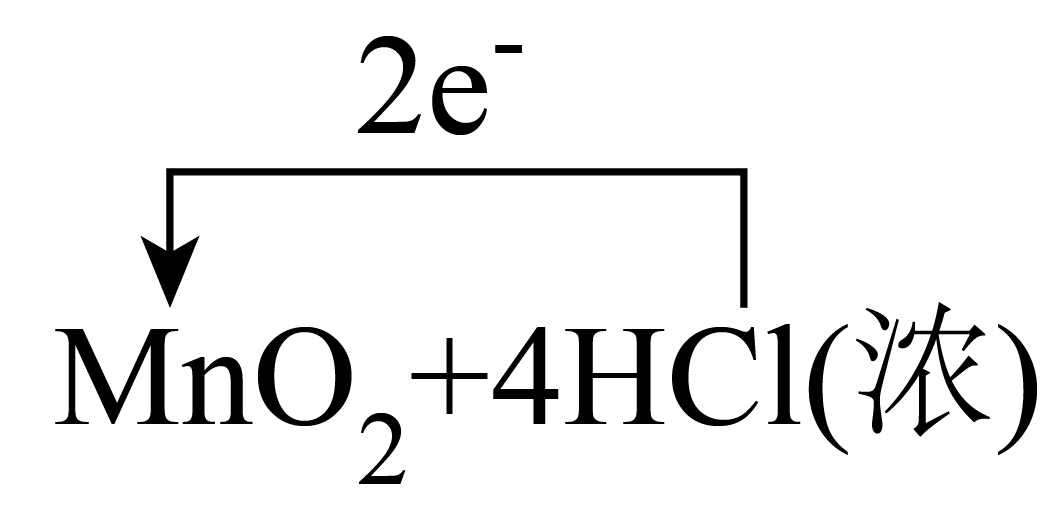 2e⁻
MnO₂+4HCl(浓)